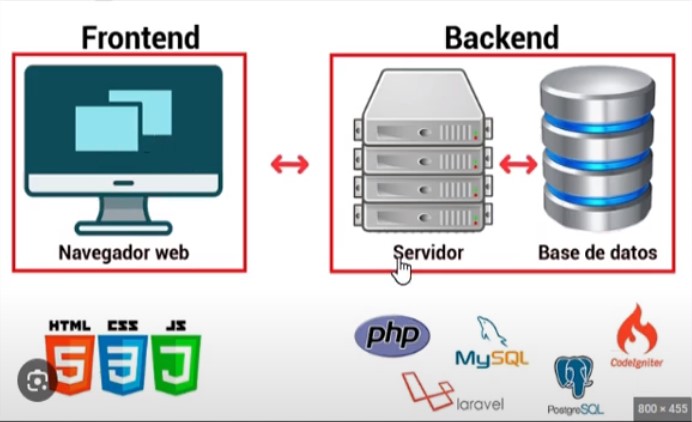 Frontend
Backend
Navegador web
Servidor
Base de datos
HTML
CSS
JS
5
3
php
MySQL
CodeIgniter
laravel
PostgreSQL
800 × 455